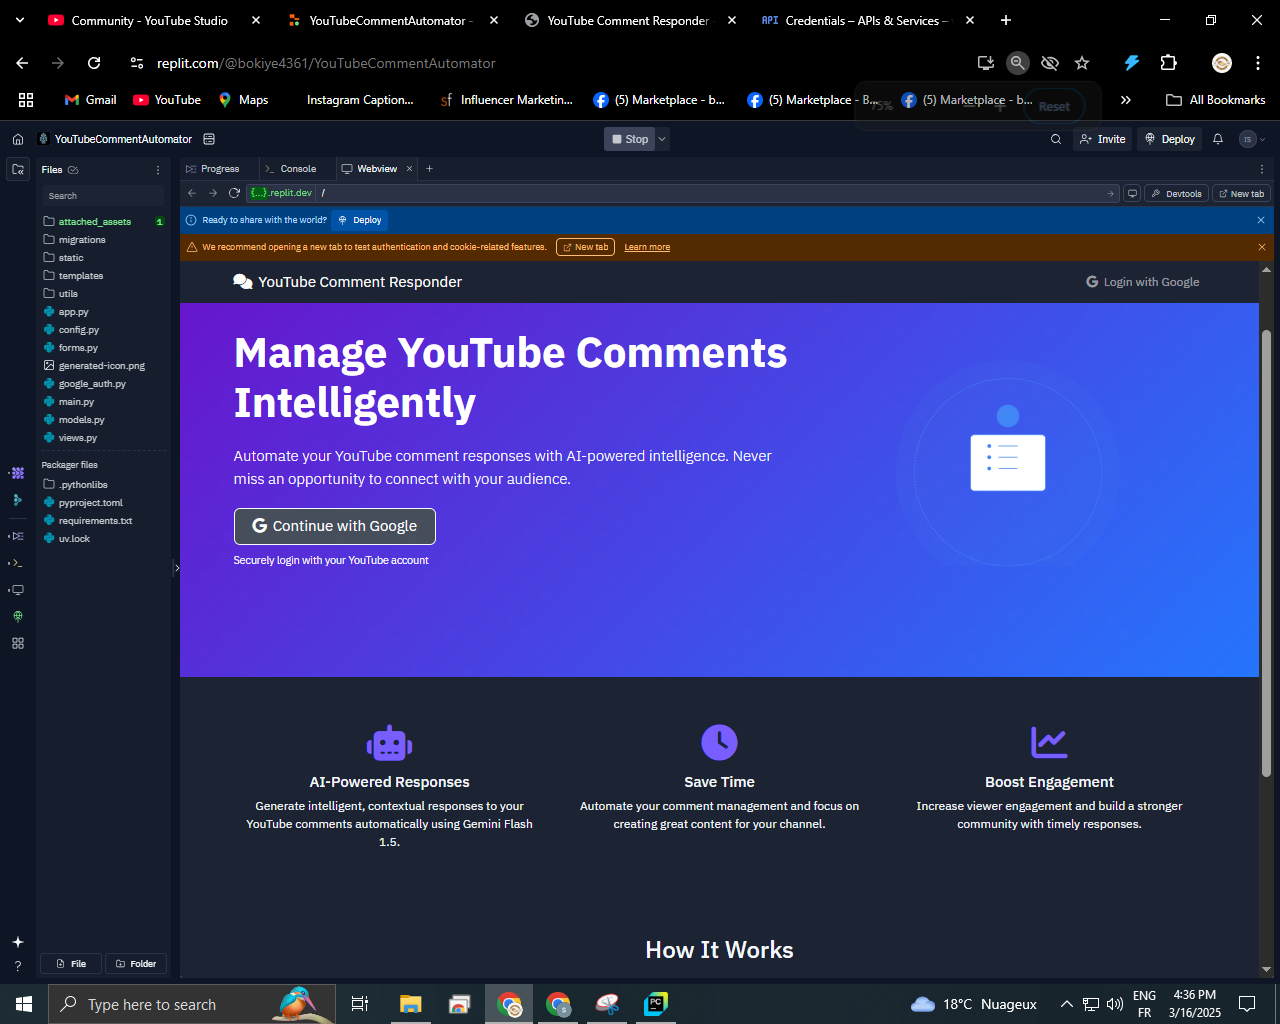 Community - YouTube Studio
YouTubeCommentAutomator -
YouTube Comment Responder
API Credentials – APIs & Services –
replit.com/@bokiye4361/YouTubeCommentAutomator
Gmail
YouTube
Maps
Instagram Caption...
sf Influencer Marketin...
(5) Marketplace - b...
(5) Marketplace - B...
(5) Marketplace - b...
All Bookmarks
75%
Reset
YouTubeCommentAutomator
Stop
Invite
Deploy
IS
Files
Search
attached_assets 1
migrations
static
templates
utils
app.py
config.py
forms.py
generated-icon.png
google_auth.py
main.py
models.py
views.py
Packager files
.pythonlibs
pyproject.toml
requirements.txt
uv.lock
File
Folder
Progress
Console
Webview
{...}.replit.dev /
Devtools
New tab
Ready to share with the world?
Deploy
We recommend opening a new tab to test authentication and cookie-related features.
New tab
Learn more
YouTube Comment Responder
Login with Google
Manage YouTube Comments
Intelligently
Automate your YouTube comment responses with AI-powered intelligence. Never
miss an opportunity to connect with your audience.
Continue with Google
Securely login with your YouTube account
AI-Powered Responses
Generate intelligent, contextual responses to your
YouTube comments automatically using Gemini Flash
1.5.
Save Time
Automate your comment management and focus on
creating great content for your channel.
Boost Engagement
Increase viewer engagement and build a stronger
community with timely responses.
How It Works
Type here to search
S
PC
18°C Nuageux
ENG
FR
4:36 PM
3/16/2025